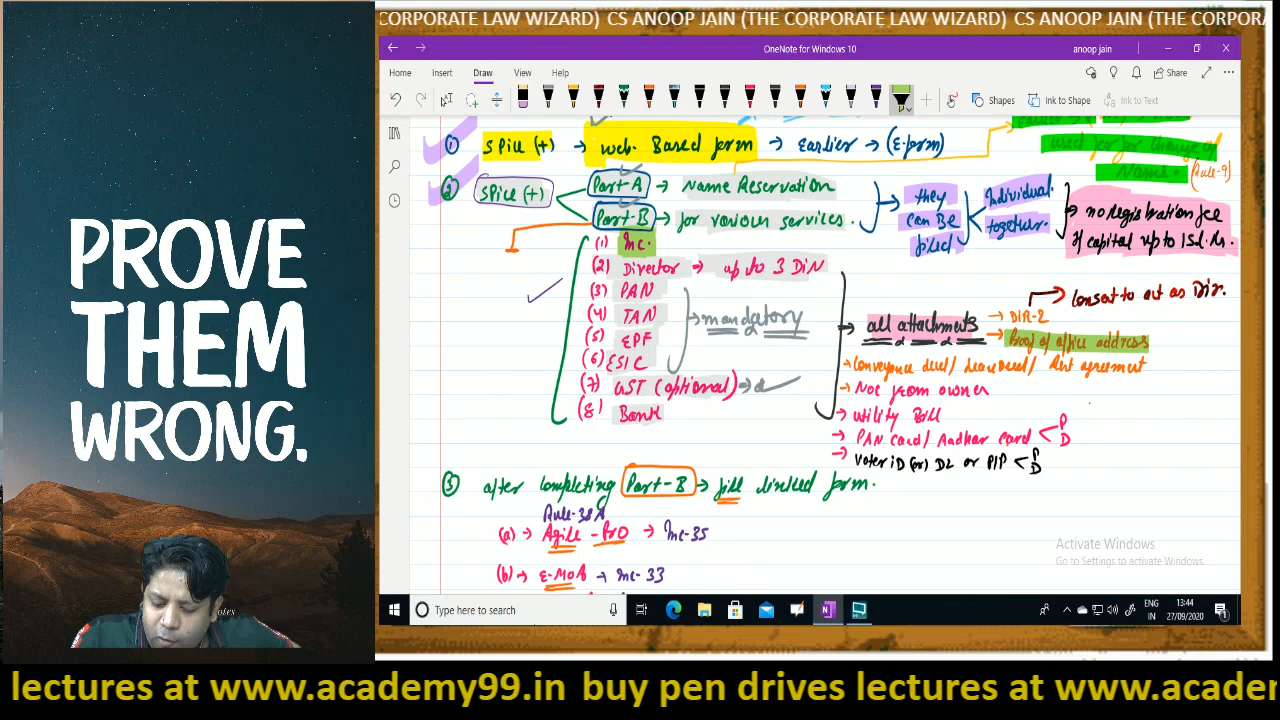 CORPORATE LAW WIZARD) CS ANOOP JAIN (THE CORPORATE LAW WIZARD) CS ANOOP JAIN (THE CORPORA
OneNote for Windows 10
anoop jain
Home Insert Draw View Help
Share
Shapes
Ink to Shape
Ink to Text
① SPice (+) → web-Based form → Earlier → (E-form)
used for for change of
Name. (Rule-9)
② SPice (+)
Part-A → Name Reservation
Part-B → for various services.
they
can BE
filed
Individual.
together.
→ no Registration fee
if capital up to 15L. Rs.
(1) Inc.
(2) Director → up to 3 DIN
(3) PAN
(4) TAN
(5) EPF
(6) ESIC
→ mandatory
(7) GST (optional) →
(8) Bank
→ all attachments
→ DIR-2
→ Consent to act as Dir.
→ Proof of office address
→ Conveyance deed/ Lease Deed/ Rent agreement
→ Noc from owner
→ utility Bill
→ PAN card/ Aadhar card < P D
→ Voter iD (or) DL or P/P < P D
③ after completing Part-B → fill linked form.
Rule-38A
(a) → Agile -PrO → Inc-35
(b) → E-MOA → Inc-33
Activate Windows
Go to Settings to activate Windows.
PROVE
THEM
WRONG.
otes
Type here to search
ENG
IN
13:44
27/09/2020
1
lectures at www.academy99.in buy pen drives lectures at www.academ